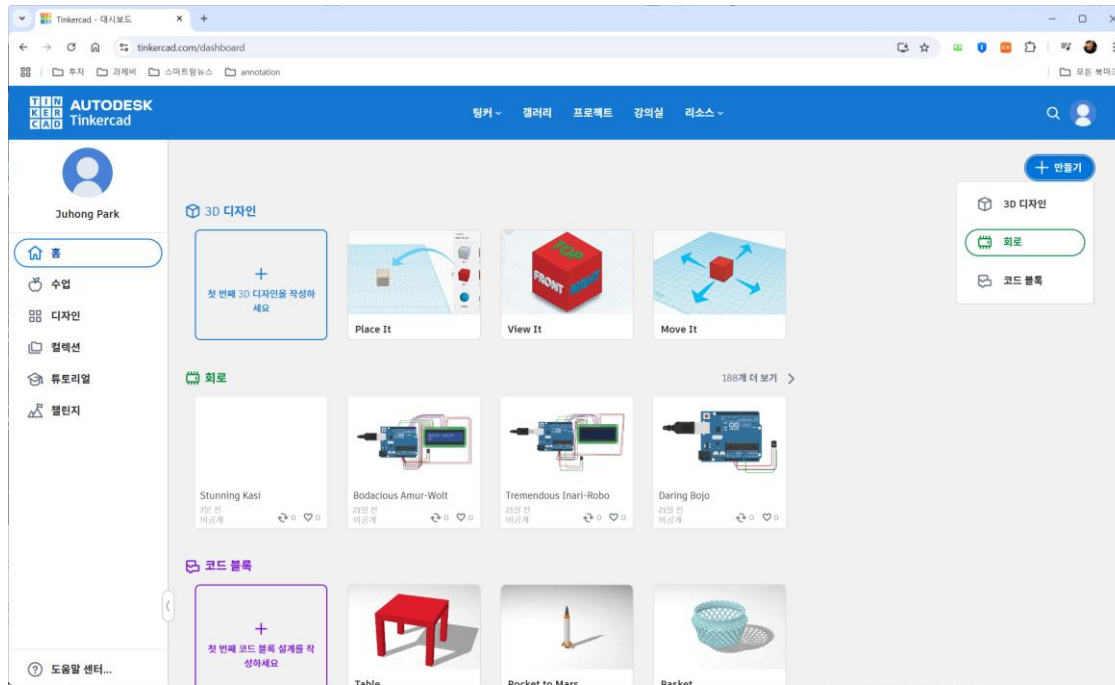 Tinkercad - 대시보드
tinkercad.com/dashboard
투자 과제비 스마트팜뉴스 annotation
모든 북마크
TIN KER CAD
AUTODESK
Tinkercad
팅커 갤러리 프로젝트 강의실 리소스
Juhong Park
홈
수업
디자인
컬렉션
튜토리얼
챌린지
도움말 센터...
+ 만들기
3D 디자인
회로
코드 블록
3D 디자인
+
첫 번째 3D 디자인을 작성하
세요
Place It
TOP
FRONT
RIGHT
View It
Move It
회로
188개 더 보기
Stunning Kasi
7분 전
비공개
0 0
Bodacious Amur-Wolt
21일 전
비공개
0 0
Tremendous Inari-Robo
21일 전
비공개
0 0
Daring Bojo
21일 전
비공개
0 0
코드 블록
+
첫 번째 코드 블록 설계를 작
성하세요
Table
Rocket to Mars
Basket